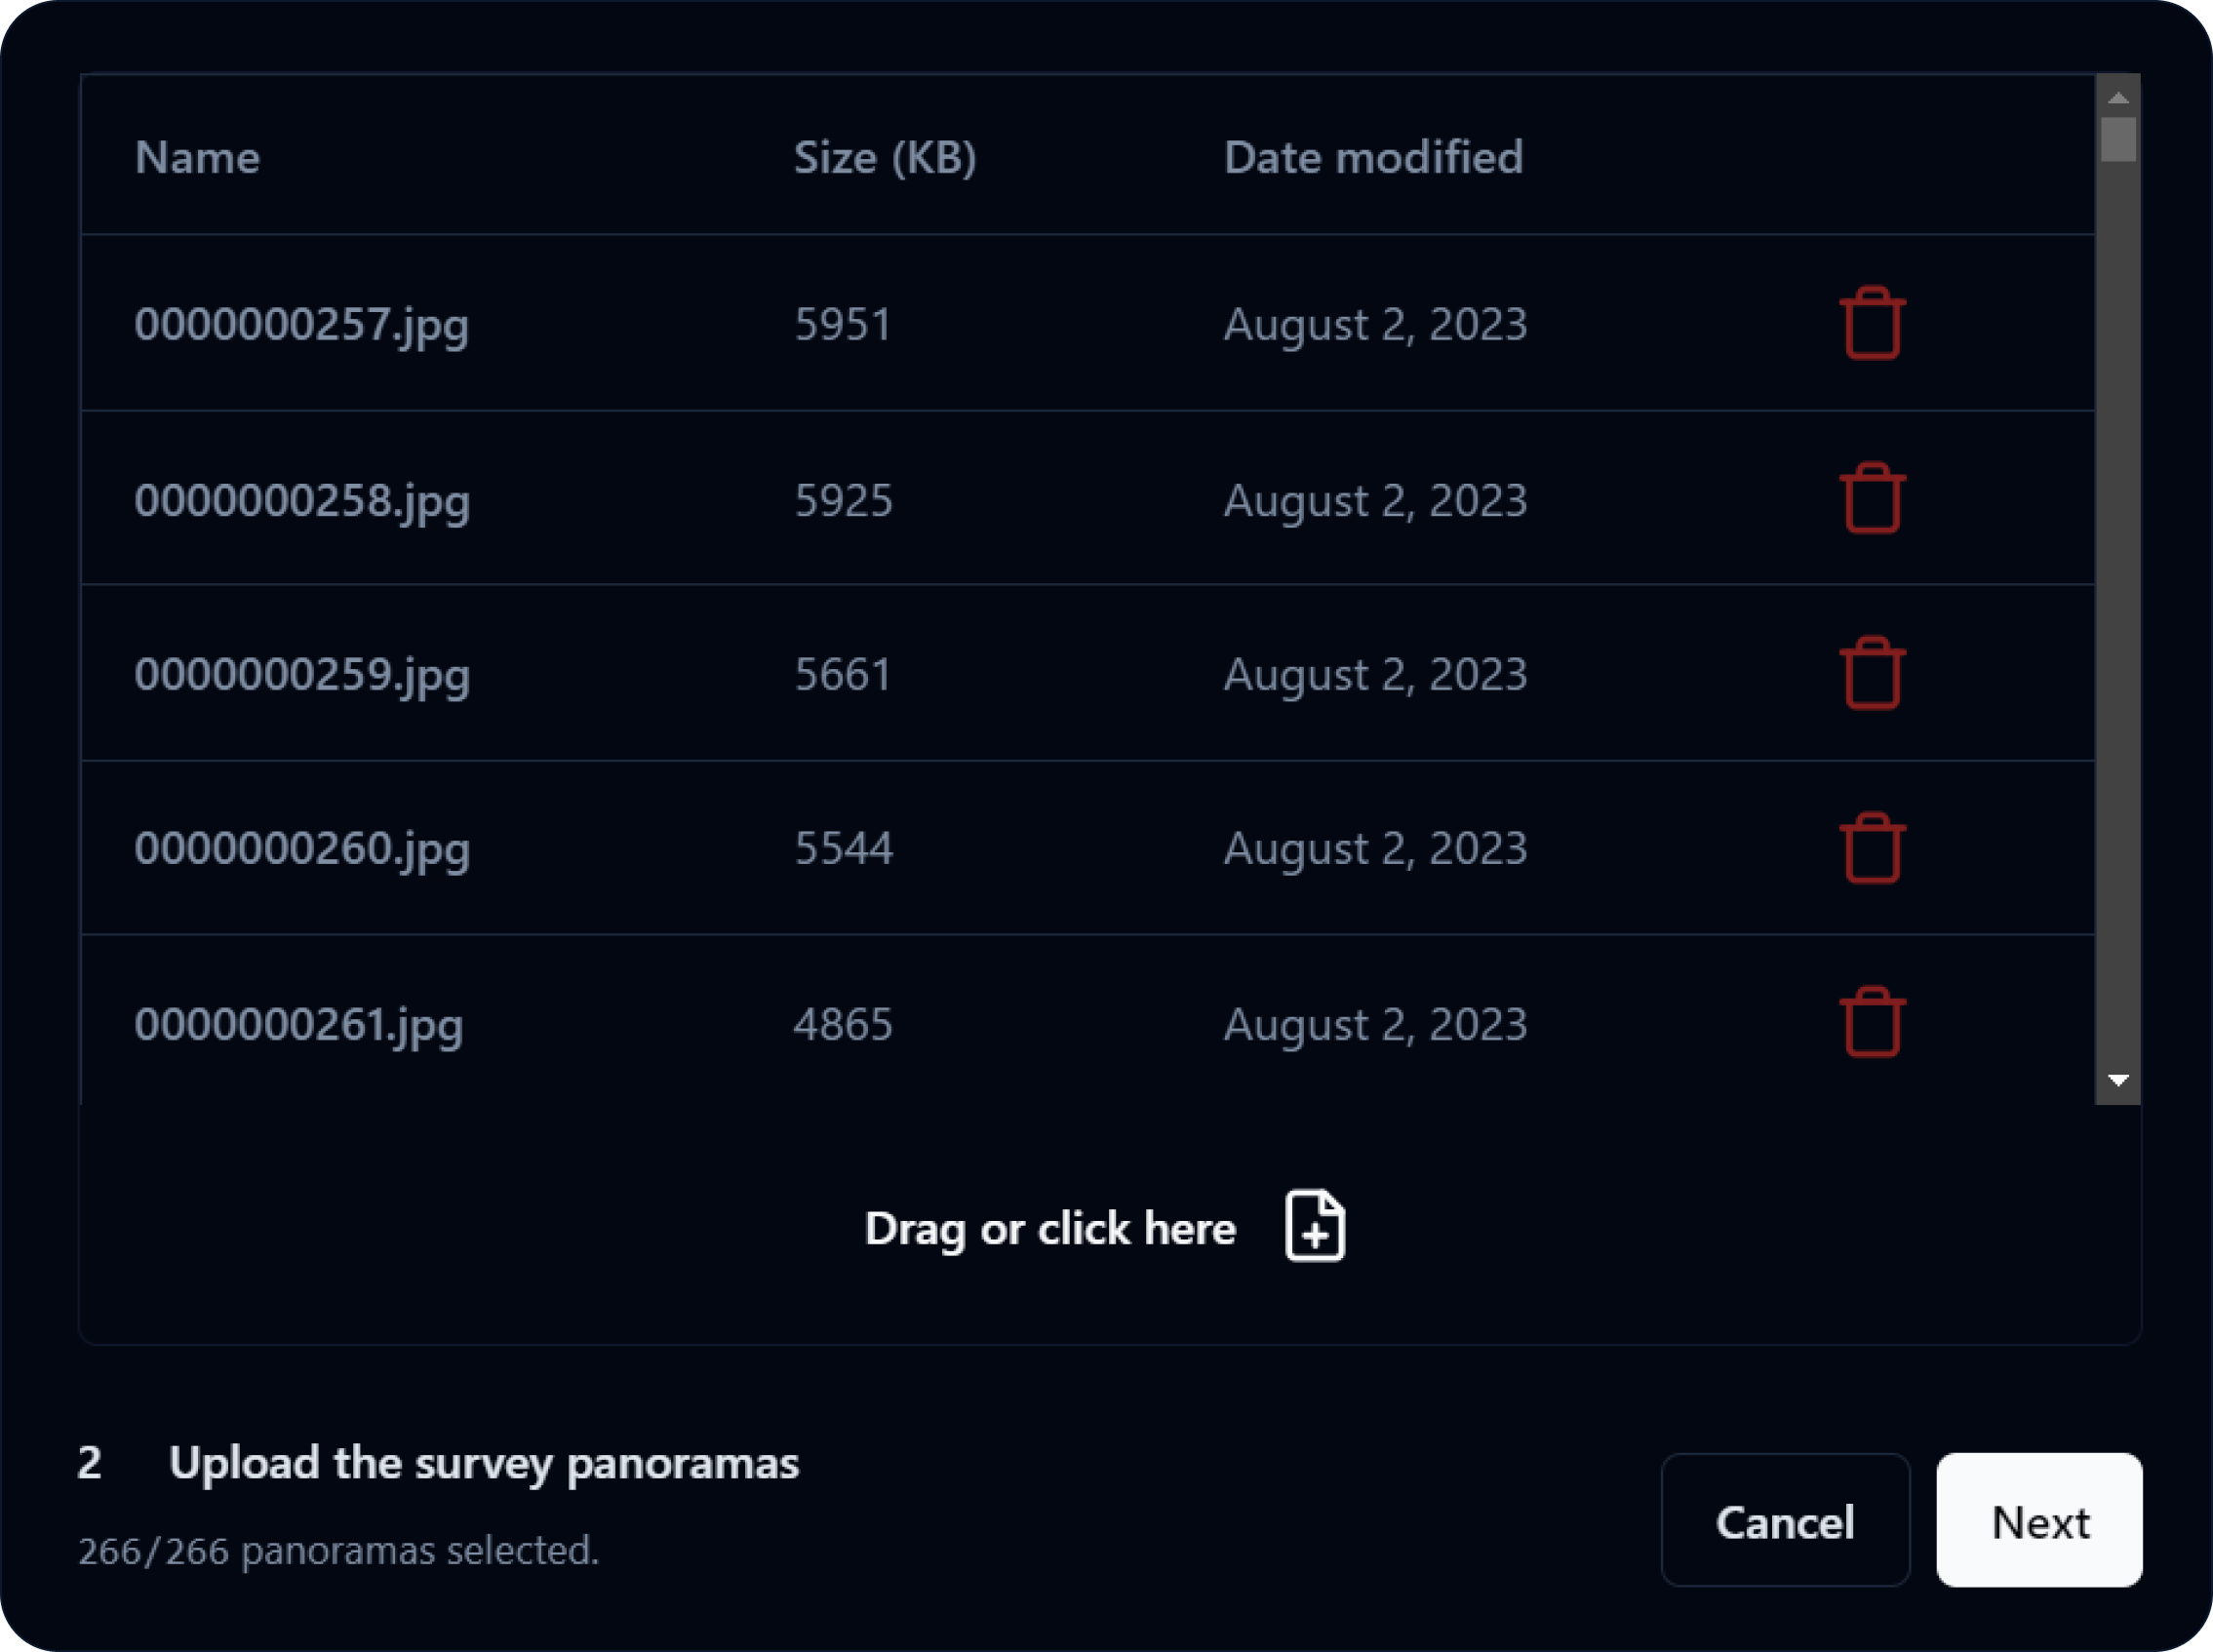 Name Size (KB) Date modified
0000000257.jpg 5951 August 2, 2023
0000000258.jpg 5925 August 2, 2023
0000000259.jpg 5661 August 2, 2023
0000000260.jpg 5544 August 2, 2023
0000000261.jpg 4865 August 2, 2023
Drag or click here
2 Upload the survey panoramas
266/266 panoramas selected.
Cancel Next